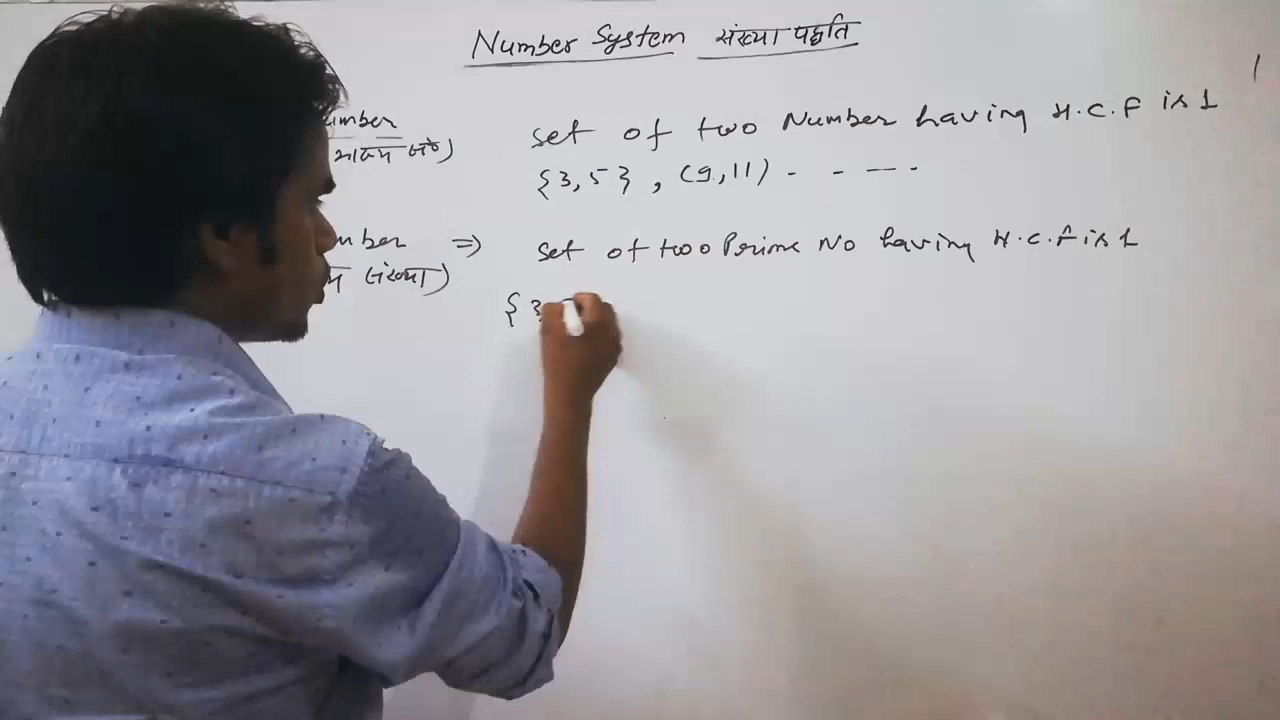 Number System संख्या पद्धति
umber set of two Number having H.C.F is 1
{3,5} , (9,11) - - — -
mber => set of two Prime No having H.C.F is 1
संख्या)
{3,